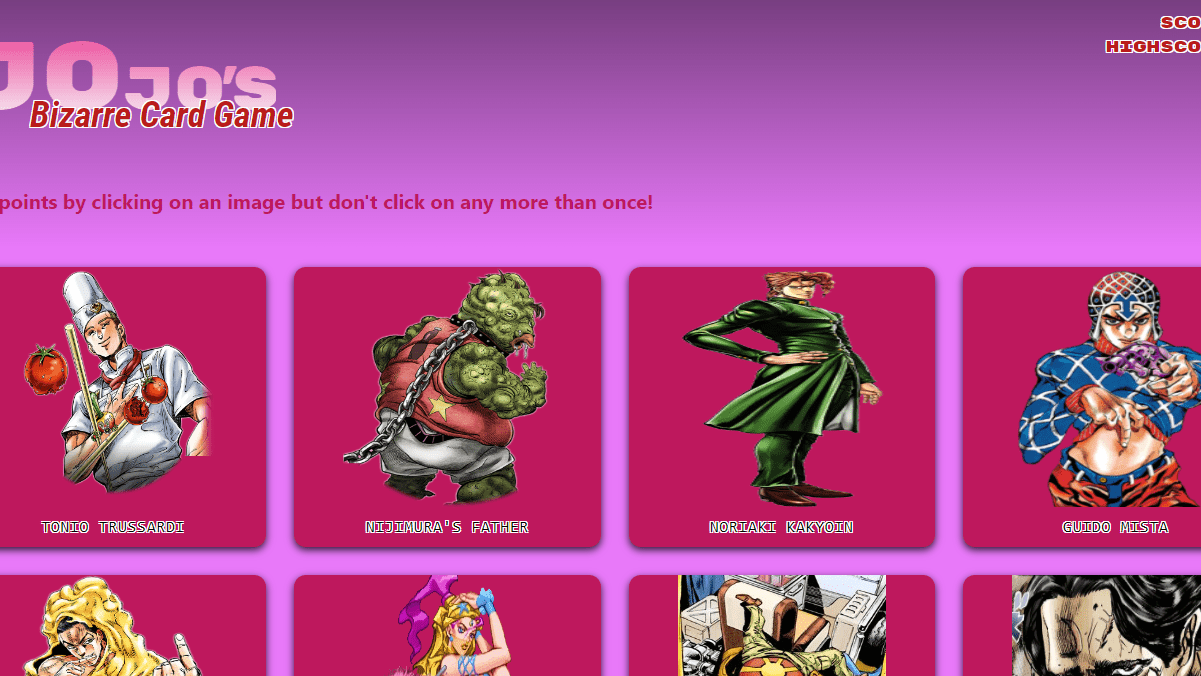 JOJO'S
Bizarre Card Game
SCO
HIGHSCO
points by clicking on an image but don't click on any more than once!
TONIO TRUSSARDI
NIJIMURA'S FATHER
NORIAKI KAKYOIN
GUIDO MISTA